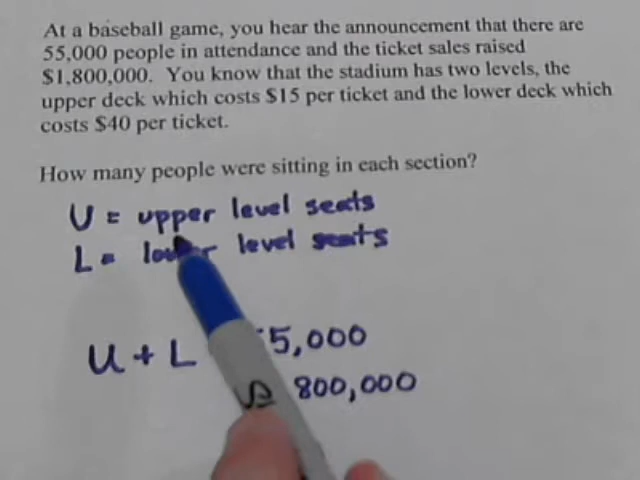 At a baseball game, you hear the announcement that there are
55,000 people in attendance and the ticket sales raised
$1,800,000. You know that the stadium has two levels, the
upper deck which costs $15 per ticket and the lower deck which
costs $40 per ticket.
How many people were sitting in each section?
U = upper level seats
L = lower level seats
U + L 5,000
800,000